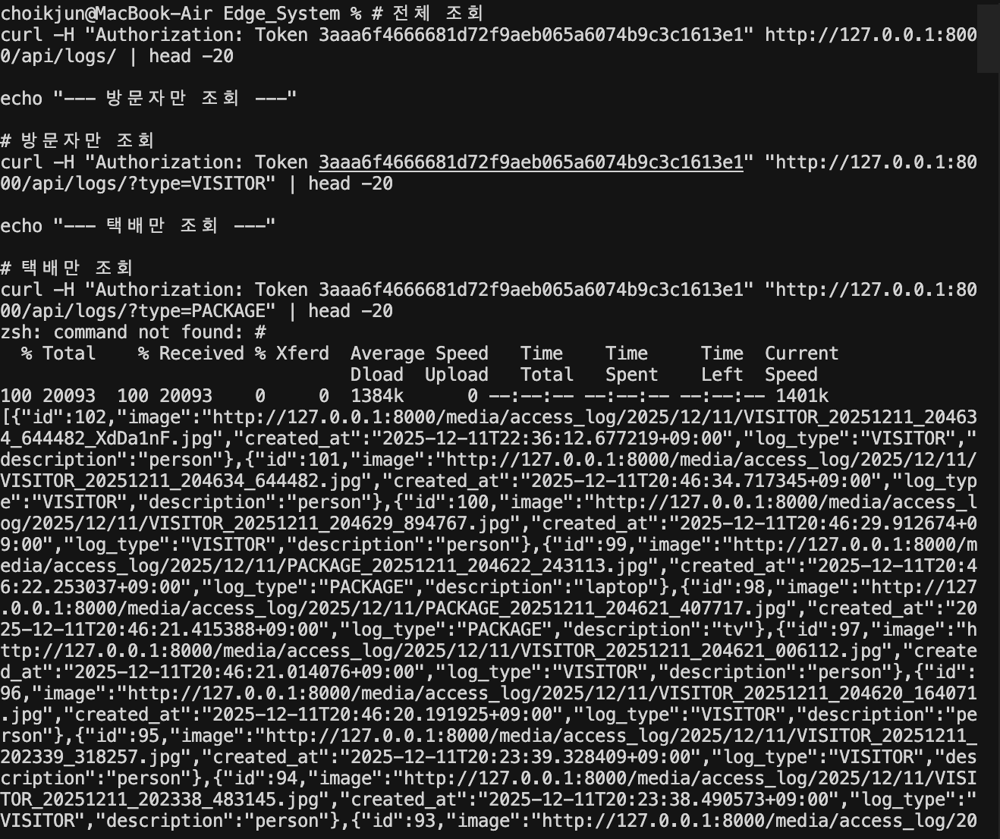 choikjun@MacBook-Air Edge_System % # 전체 조회
curl -H "Authorization: Token 3aaa6f4666681d72f9aeb065a6074b9c3c1613e1" http://127.0.0.1:800
0/api/logs/ | head -20
echo "--- 방문자만 조회 ---"
# 방문자만 조회
curl -H "Authorization: Token 3aaa6f4666681d72f9aeb065a6074b9c3c1613e1" "http://127.0.0.1:80
00/api/logs/?type=VISITOR" | head -20
echo "--- 택배만 조회 ---"
# 택배만 조회
curl -H "Authorization: Token 3aaa6f4666681d72f9aeb065a6074b9c3c1613e1" "http://127.0.0.1:80
00/api/logs/?type=PACKAGE" | head -20
zsh: command not found: #
% Total    % Received % Xferd  Average Speed   Time    Time     Time  Current
Dload  Upload   Total   Spent    Left  Speed
100 20093  100 20093    0     0  1384k      0 --:--:-- --:--:-- --:--:-- 1401k
[{"id":102,"image":"http://127.0.0.1:8000/media/access_log/2025/12/11/VISITOR_20251211_20463
4_644482_XdDa1nF.jpg","created_at":"2025-12-11T22:36:12.677219+09:00","log_type":"VISITOR","
description":"person"},{"id":101,"image":"http://127.0.0.1:8000/media/access_log/2025/12/11/
VISITOR_20251211_204634_644482.jpg","created_at":"2025-12-11T20:46:34.717345+09:00","log_typ
e":"VISITOR","description":"person"},{"id":100,"image":"http://127.0.0.1:8000/media/access_l
og/2025/12/11/VISITOR_20251211_204629_894767.jpg","created_at":"2025-12-11T20:46:29.912674+0
9:00","log_type":"VISITOR","description":"person"},{"id":99,"image":"http://127.0.0.1:8000/m
edia/access_log/2025/12/11/PACKAGE_20251211_204622_243113.jpg","created_at":"2025-12-11T20:4
6:22.253037+09:00","log_type":"PACKAGE","description":"laptop"},{"id":98,"image":"http://127
.0.0.1:8000/media/access_log/2025/12/11/PACKAGE_20251211_204621_407717.jpg","created_at":"20
25-12-11T20:46:21.415388+09:00","log_type":"PACKAGE","description":"tv"},{"id":97,"image":"h
ttp://127.0.0.1:8000/media/access_log/2025/12/11/VISITOR_20251211_204621_006112.jpg","create
d_at":"2025-12-11T20:46:21.014076+09:00","log_type":"VISITOR","description":"person"},{"id":
96,"image":"http://127.0.0.1:8000/media/access_log/2025/12/11/VISITOR_20251211_204620_164071
.jpg","created_at":"2025-12-11T20:46:20.191925+09:00","log_type":"VISITOR","description":"pe
rson"},{"id":95,"image":"http://127.0.0.1:8000/media/access_log/2025/12/11/VISITOR_20251211_
202339_318257.jpg","created_at":"2025-12-11T20:23:39.328409+09:00","log_type":"VISITOR","des
cription":"person"},{"id":94,"image":"http://127.0.0.1:8000/media/access_log/2025/12/11/VISI
TOR_20251211_202338_483145.jpg","created_at":"2025-12-11T20:23:38.490573+09:00","log_type":"
VISITOR","description":"person"},{"id":93,"image":"http://127.0.0.1:8000/media/access_log/20